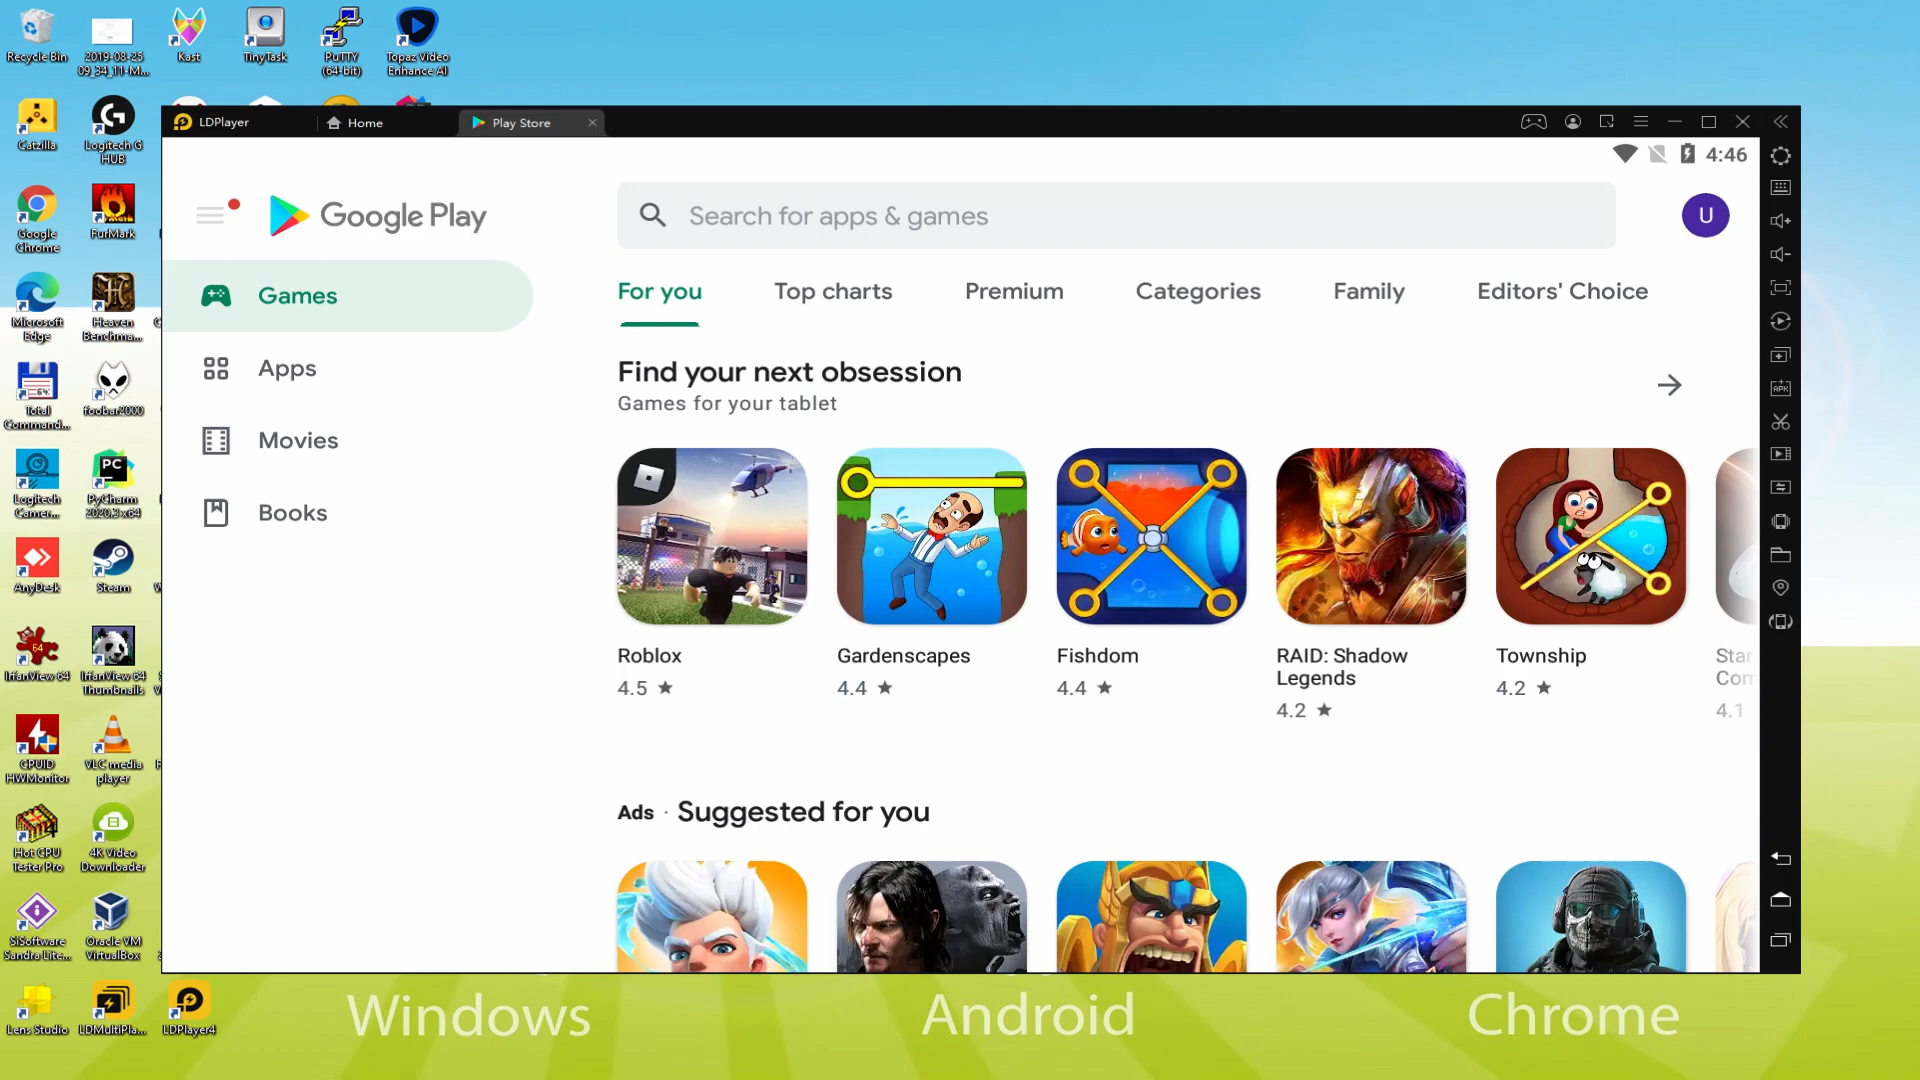 Recycle Bin
2019-08-25
09_34_11-M...
Kast
TinyTask
PuTTY
(64-bit)
Topaz Video
Enhance AI
Catzilla
Logitech G
HUB
Google
Chrome
FurMark
Microsoft
Edge
Heaven
Benchma...
Total
Command...
foobar2000
Logitech
Camer...
PyCharm
2020.3 x64
AnyDesk
Steam
IrfanView 64
IrfanView 64
Thumbnails
CPUID
HWMonitor
VLC media
player
Hot CPU
Tester Pro
4K Video
Downloader
SiSoftware
Sandra Lite...
Oracle VM
VirtualBox
Lens Studio
LDMultiPla...
LDPlayer4
LDPlayer
Home
Play Store
4:46
Google Play
Search for apps & games
U
Games
Apps
Movies
Books
For you
Top charts
Premium
Categories
Family
Editors' Choice
Find your next obsession
Games for your tablet
APK
Roblox
4.5 ★
Gardenscapes
4.4 ★
Fishdom
4.4 ★
RAID: Shadow
Legends
4.2 ★
Township
4.2 ★
Star
Com
4.1
Ads · Suggested for you
Windows
Android
Chrome